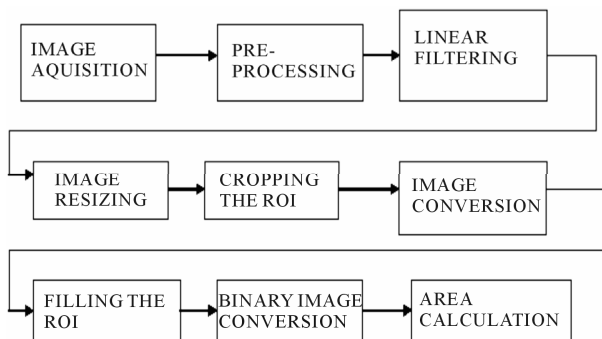 IMAGE
AQUISITION
PRE-
PROCESSING
LINEAR
FILTERING
IMAGE
RESIZING
CROPPING
THE ROI
IMAGE
CONVERSION
FILLING THE
ROI
BINARY IMAGE
CONVERSION
AREA
CALCULATION